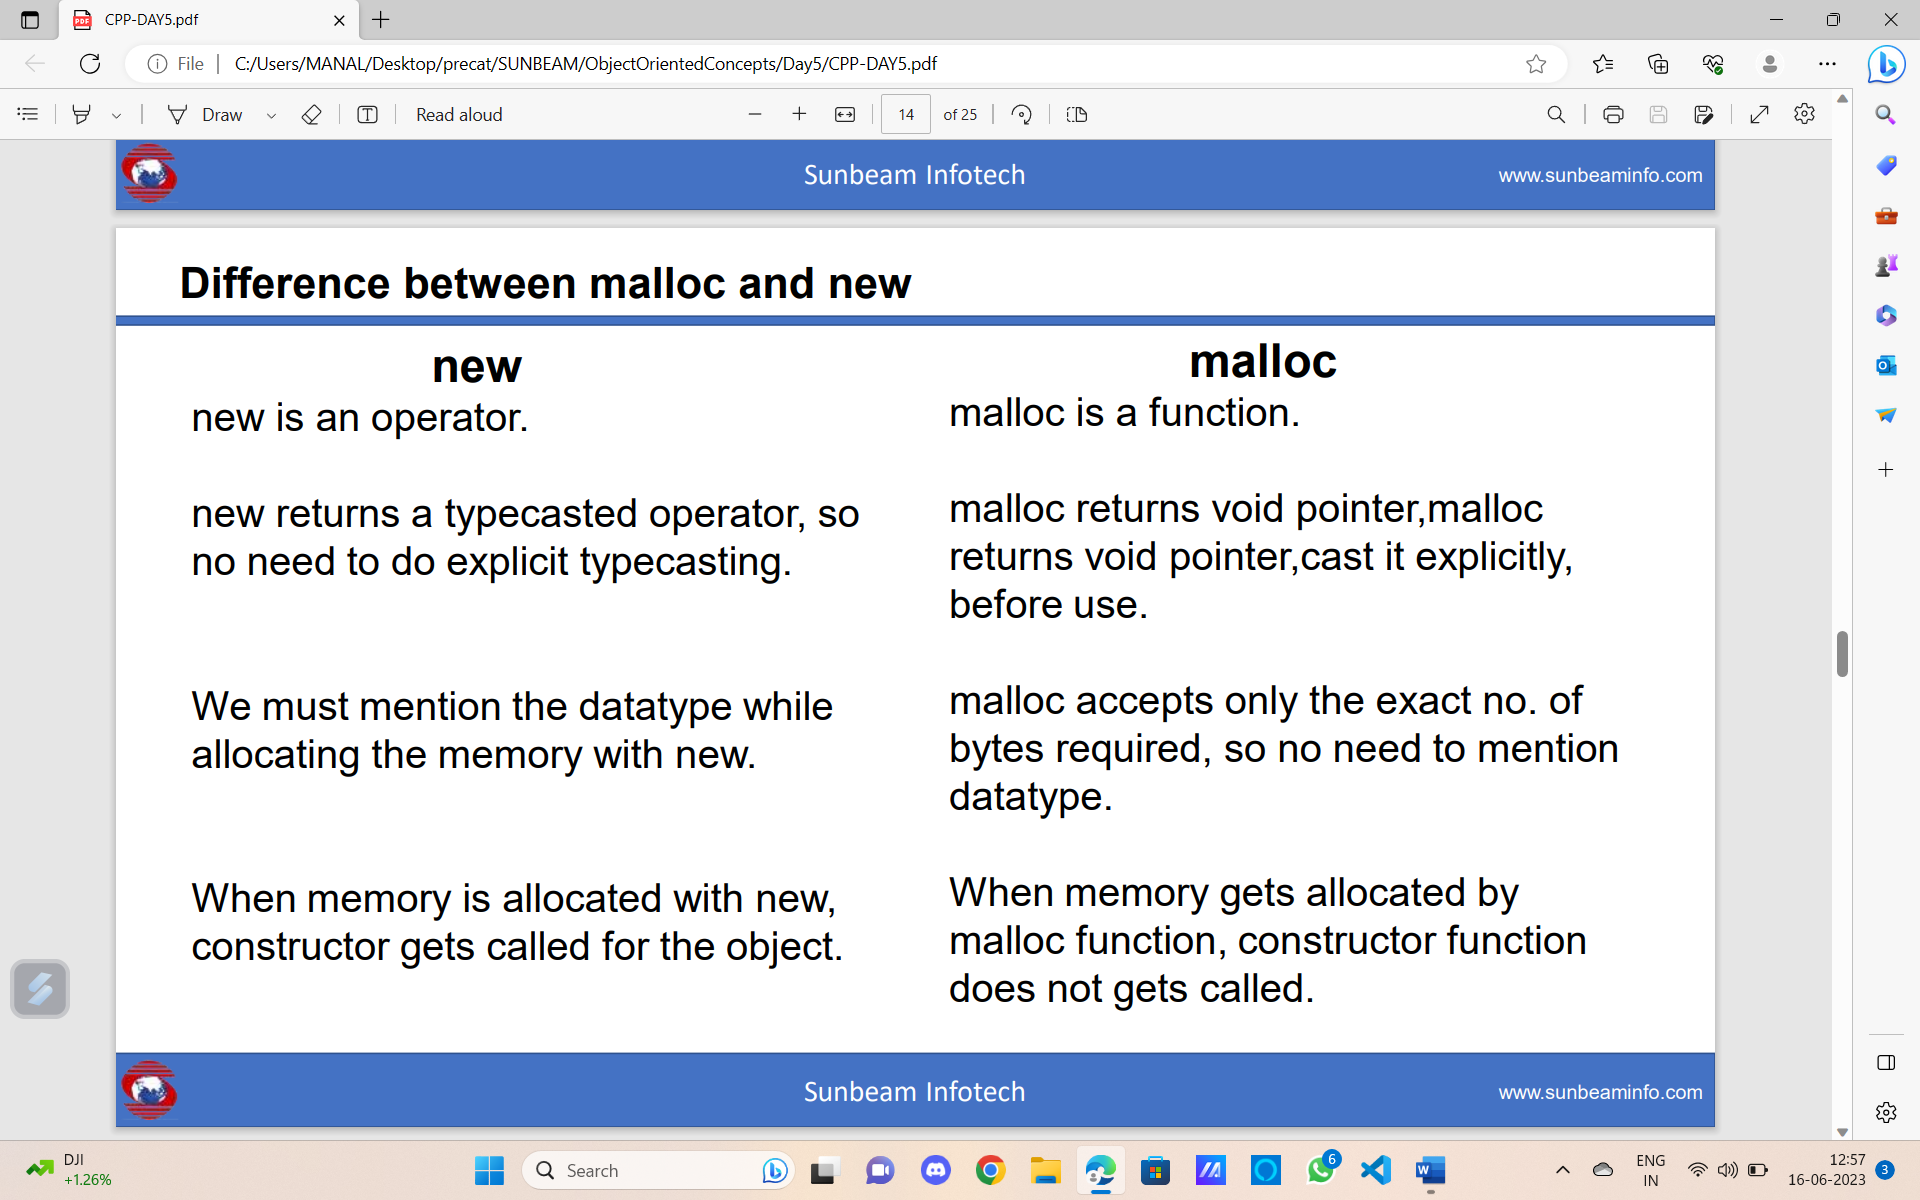 CPP-DAY5.pdf
File
C:/Users/MANAL/Desktop/precat/SUNBEAM/ObjectOrientedConcepts/Day5/CPP-DAY5.pdf
Draw
Read aloud
14 of 25
Sunbeam Infotech
www.sunbeaminfo.com
Difference between malloc and new
new
new is an operator.
new returns a typecasted operator, so
no need to do explicit typecasting.
We must mention the datatype while
allocating the memory with new.
When memory is allocated with new,
constructor gets called for the object.
malloc
malloc is a function.
malloc returns void pointer,malloc
returns void pointer,cast it explicitly,
before use.
malloc accepts only the exact no. of
bytes required, so no need to mention
datatype.
When memory gets allocated by
malloc function, constructor function
does not gets called.
Sunbeam Infotech
www.sunbeaminfo.com
DJI
+1.26%
Search
6
ENG
IN
12:57
16-06-2023
3